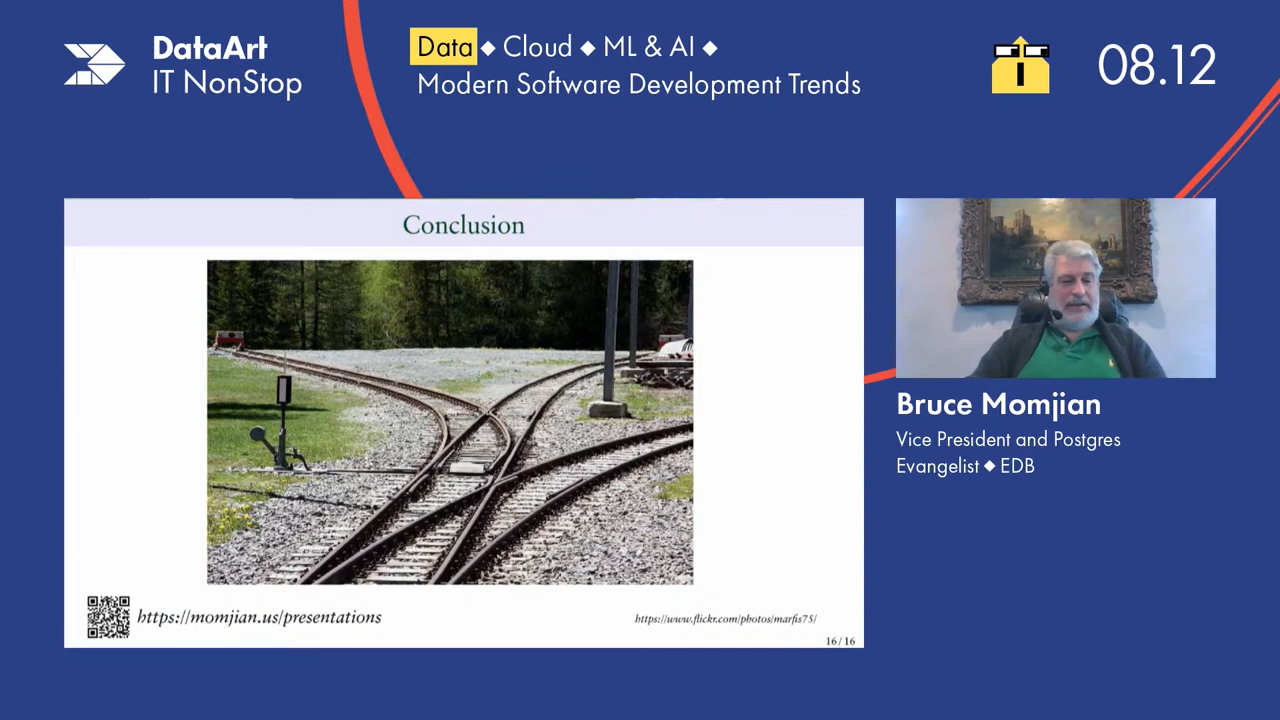 DataArt
IT NonStop
Data ◆ Cloud ◆ ML & AI ◆
Modern Software Development Trends
08.12
Conclusion
https://momjian.us/presentations
https://www.flickr.com/photos/marfis75/
16 / 16
Bruce Momjian
Vice President and Postgres
Evangelist ◆ EDB